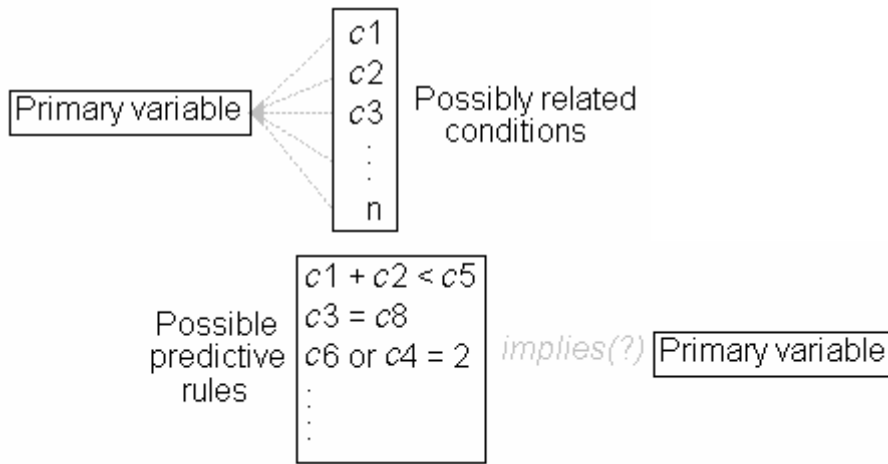 c1
c2
Primary variable
c3
Possibly related
conditions
n
c1 + c2 < c5
Possible
predictive
rules
c3 = c8
c6 or c4 = 2
implies(?)
Primary variable